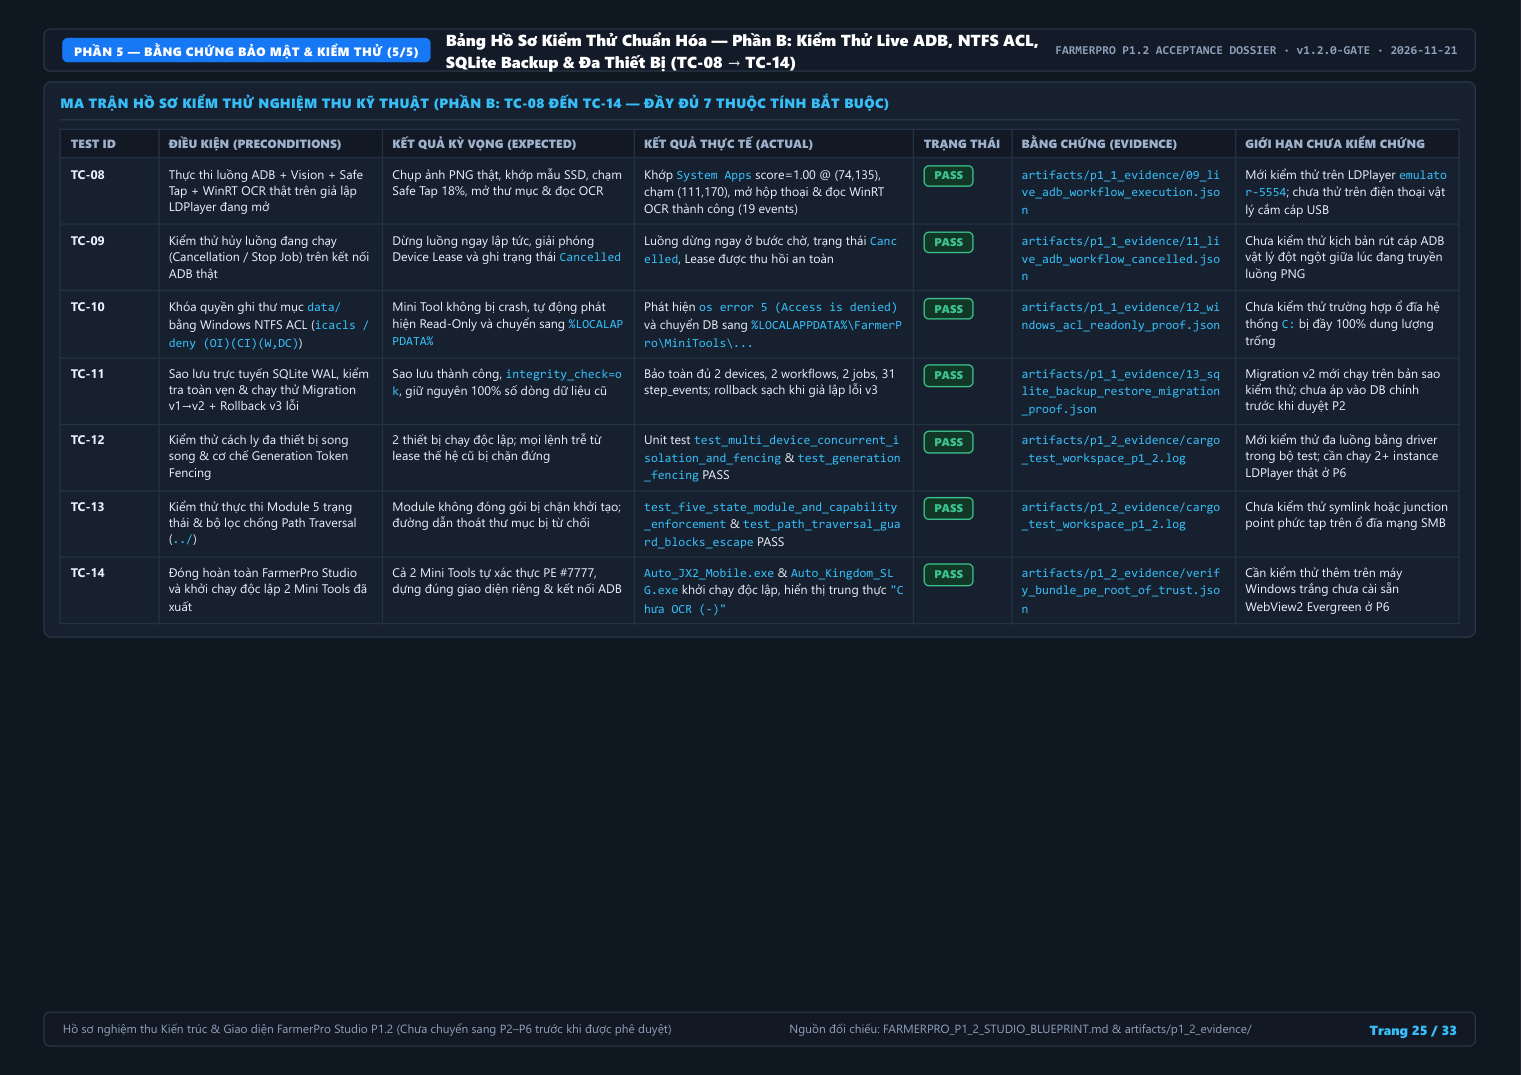 PHẦN 5 — BẰNG CHỨNG BẢO MẬT & KIỂM THỬ (5/5)
Bảng Hồ Sơ Kiểm Thử Chuẩn Hóa — Phần B: Kiểm Thử Live ADB, NTFS ACL,
SQLite Backup & Đa Thiết Bị (TC-08 → TC-14)
FARMERPRO P1.2 ACCEPTANCE DOSSIER · v1.2.0-GATE · 2026-11-21
MA TRẬN HỒ SƠ KIỂM THỬ NGHIỆM THU KỸ THUẬT (PHẦN B: TC-08 ĐẾN TC-14 — ĐẦY ĐỦ 7 THUỘC TÍNH BẮT BUỘC)
TEST ID
ĐIỀU KIỆN (PRECONDITIONS)
KẾT QUẢ KỲ VỌNG (EXPECTED)
KẾT QUẢ THỰC TẾ (ACTUAL)
TRẠNG THÁI
BẰNG CHỨNG (EVIDENCE)
GIỚI HẠN CHƯA KIỂM CHỨNG
TC-08
Thực thi luồng ADB + Vision + Safe
Tap + WinRT OCR thật trên giả lập
LDPlayer đang mở
Chụp ảnh PNG thật, khớp mẫu SSD, chạm
Safe Tap 18%, mở thư mục & đọc OCR
Khớp System Apps score=1.00 @ (74,135),
chạm (111,170), mở hộp thoại & đọc WinRT
OCR thành công (19 events)
PASS
artifacts/p1_1_evidence/09_li
ve_adb_workflow_execution.jso
n
Mới kiểm thử trên LDPlayer emulato
r-5554; chưa thử trên điện thoại vật
lý cắm cáp USB
TC-09
Kiểm thử hủy luồng đang chạy
(Cancellation / Stop Job) trên kết nối
ADB thật
Dừng luồng ngay lập tức, giải phóng
Device Lease và ghi trạng thái Cancelled
Luồng dừng ngay ở bước chờ, trạng thái Canc
elled, Lease được thu hồi an toàn
PASS
artifacts/p1_1_evidence/11_li
ve_adb_workflow_cancelled.jso
n
Chưa kiểm thử kịch bản rút cáp ADB
vật lý đột ngột giữa lúc đang truyền
luồng PNG
TC-10
Khóa quyền ghi thư mục data/
bằng Windows NTFS ACL (icacls /
deny (OI)(CI)(W,DC))
Mini Tool không bị crash, tự động phát
hiện Read-Only và chuyển sang %LOCALAP
PDATA%
Phát hiện os error 5 (Access is denied)
và chuyển DB sang %LOCALAPPDATA%\FarmerP
ro\MiniTools\...
PASS
artifacts/p1_1_evidence/12_wi
ndows_acl_readonly_proof.json
Chưa kiểm thử trường hợp ổ đĩa hệ
thống C: bị đầy 100% dung lượng
trống
TC-11
Sao lưu trực tuyến SQLite WAL, kiểm
tra toàn vẹn & chạy thử Migration
v1→v2 + Rollback v3 lỗi
Sao lưu thành công, integrity_check=o
k, giữ nguyên 100% số dòng dữ liệu cũ
Bảo toàn đủ 2 devices, 2 workflows, 2 jobs, 31
step_events; rollback sạch khi giả lập lỗi v3
PASS
artifacts/p1_1_evidence/13_sq
lite_backup_restore_migration
_proof.json
Migration v2 mới chạy trên bản sao
kiểm thử; chưa áp vào DB chính
trước khi duyệt P2
TC-12
Kiểm thử cách ly đa thiết bị song
song & cơ chế Generation Token
Fencing
2 thiết bị chạy độc lập; mọi lệnh trễ từ
lease thế hệ cũ bị chặn đứng
Unit test test_multi_device_concurrent_i
solation_and_fencing & test_generation
_fencing PASS
PASS
artifacts/p1_2_evidence/cargo
_test_workspace_p1_2.log
Mới kiểm thử đa luồng bằng driver
trong bộ test; cần chạy 2+ instance
LDPlayer thật ở P6
TC-13
Kiểm thử thực thi Module 5 trạng
thái & bộ lọc chống Path Traversal
(../)
Module không đóng gói bị chặn khởi tạo;
đường dẫn thoát thư mục bị từ chối
test_five_state_module_and_capability
_enforcement & test_path_traversal_gua
rd_blocks_escape PASS
PASS
artifacts/p1_2_evidence/cargo
_test_workspace_p1_2.log
Chưa kiểm thử symlink hoặc junction
point phức tạp trên ổ đĩa mạng SMB
TC-14
Đóng hoàn toàn FarmerPro Studio
và khởi chạy độc lập 2 Mini Tools đã
xuất
Cả 2 Mini Tools tự xác thực PE #7777,
dựng đúng giao diện riêng & kết nối ADB
Auto_JX2_Mobile.exe & Auto_Kingdom_SL
G.exe khởi chạy độc lập, hiển thị trung thực "C
hưa OCR (-)"
PASS
artifacts/p1_2_evidence/verif
y_bundle_pe_root_of_trust.jso
n
Cần kiểm thử thêm trên máy
Windows trắng chưa cài sẵn
WebView2 Evergreen ở P6
Hồ sơ nghiệm thu Kiến trúc & Giao diện FarmerPro Studio P1.2 (Chưa chuyển sang P2–P6 trước khi được phê duyệt)
Nguồn đối chiếu: FARMERPRO_P1_2_STUDIO_BLUEPRINT.md & artifacts/p1_2_evidence/
Trang 25 / 33